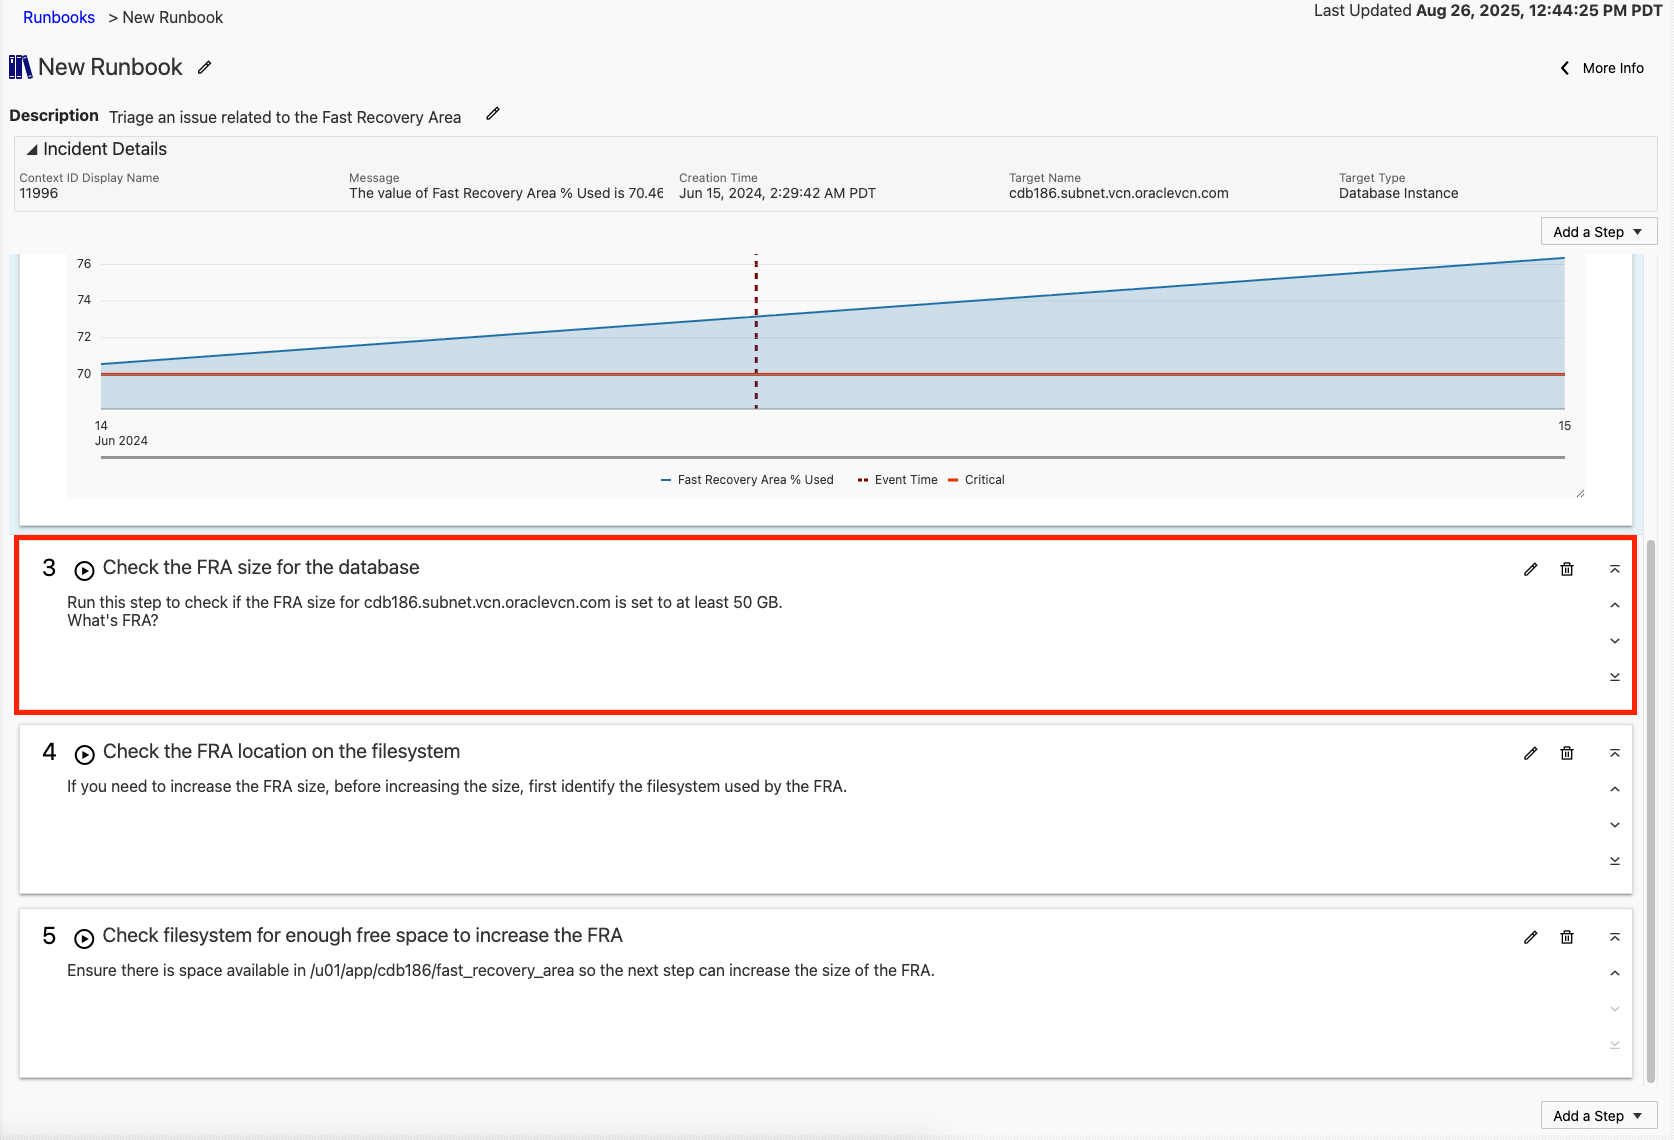 Runbooks > New Runbook
Last Updated Aug 26, 2025, 12:44:25 PM PDT
New Runbook
More Info
Description Triage an issue related to the Fast Recovery Area
Incident Details
Context ID Display Name
11996
Message
The value of Fast Recovery Area % Used is 70.46
Creation Time
Jun 15, 2024, 2:29:42 AM PDT
Target Name
cdb186.subnet.vcn.oraclevcn.com
Target Type
Database Instance
Add a Step
76
74
72
70
14
Jun 2024
15
Fast Recovery Area % Used Event Time Critical
3 Check the FRA size for the database
Run this step to check if the FRA size for cdb186.subnet.vcn.oraclevcn.com is set to at least 50 GB.
What's FRA?
4 Check the FRA location on the filesystem
If you need to increase the FRA size, before increasing the size, first identify the filesystem used by the FRA.
5 Check filesystem for enough free space to increase the FRA
Ensure there is space available in /u01/app/cdb186/fast_recovery_area so the next step can increase the size of the FRA.
Add a Step